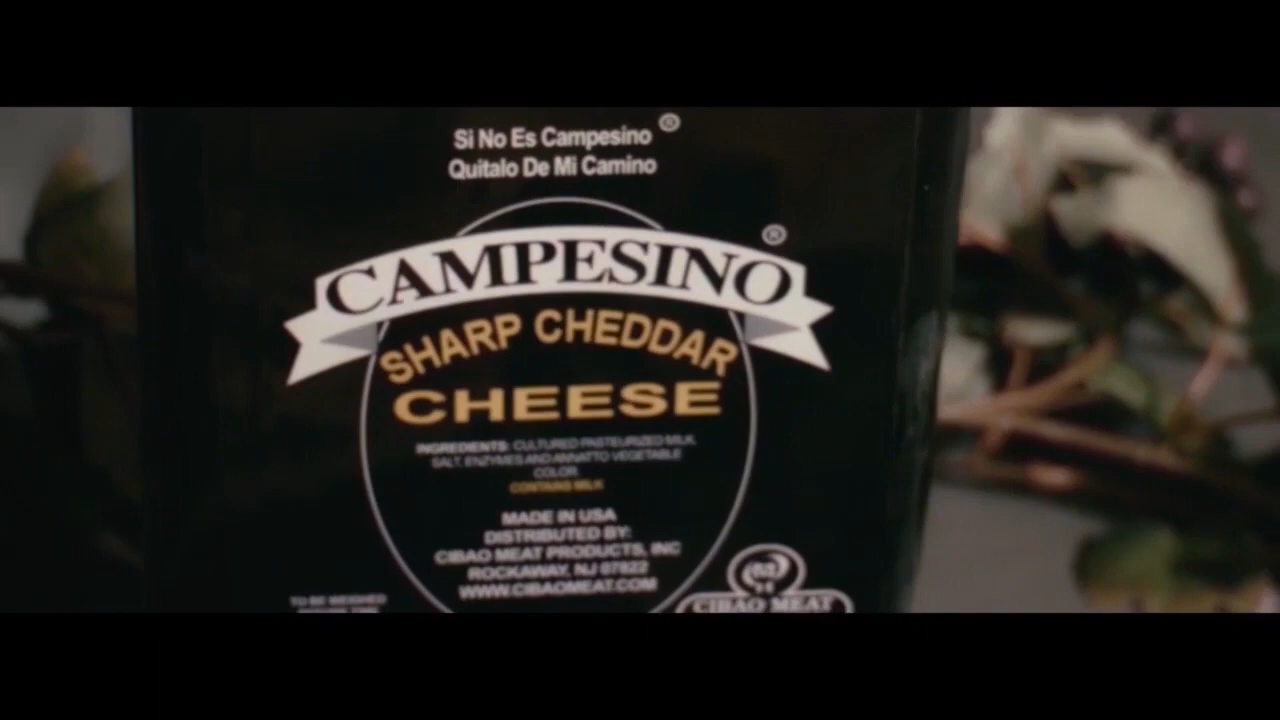 Si No Es Campesino ®
Quitalo De Mi Camino
CAMPESINO ®
SHARP CHEDDAR
CHEESE
INGREDIENTS: CULTURED PASTEURIZED MILK,
SALT, ENZYMES AND ANNATTO VEGETABLE
COLOR.
CONTAINS MILK
MADE IN USA
DISTRIBUTED BY:
CIBAO MEAT PRODUCTS, INC
ROCKAWAY, NJ 07822
WWW.CIBAOMEAT.COM
TO BE WEIGHED
CIBAO MEAT